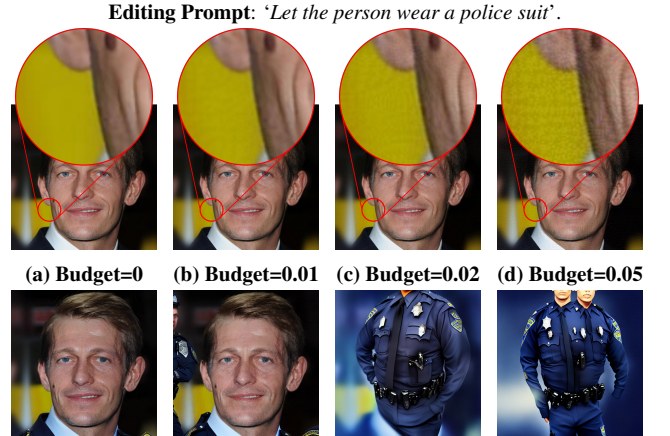 Editing Prompt: ‘Let the person wear a police suit’.
(a) Budget=0 (b) Budget=0.01 (c) Budget=0.02 (d) Budget=0.05